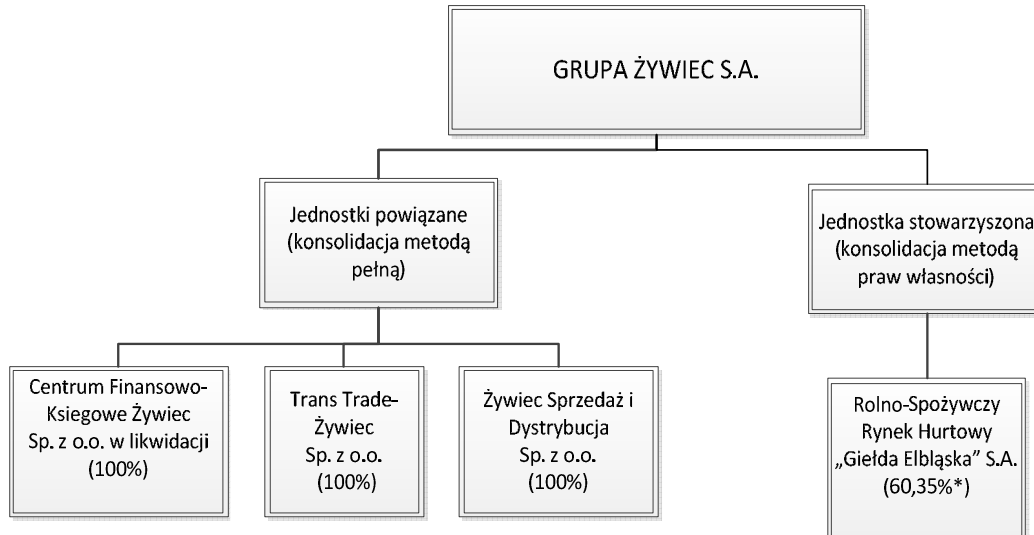 GRUPA ŻYWIEC S.A.
Jednostki powiązane
(konsolidacja metodą
pełną)
Jednostka stowarzyszona
(konsolidacja metodą
praw własności)
Centrum Finansowo-
Ksiegowe Żywiec
Sp. z o.o. w likwidacji
(100%)
Trans Trade-
Żywiec
Sp. z o.o.
(100%)
Żywiec Sprzedaż i
Dystrybucja
Sp. z o.o.
(100%)
Rolno-Spożywczy
Rynek Hurtowy
„Giełda Elbląska” S.A.
(60,35%*)